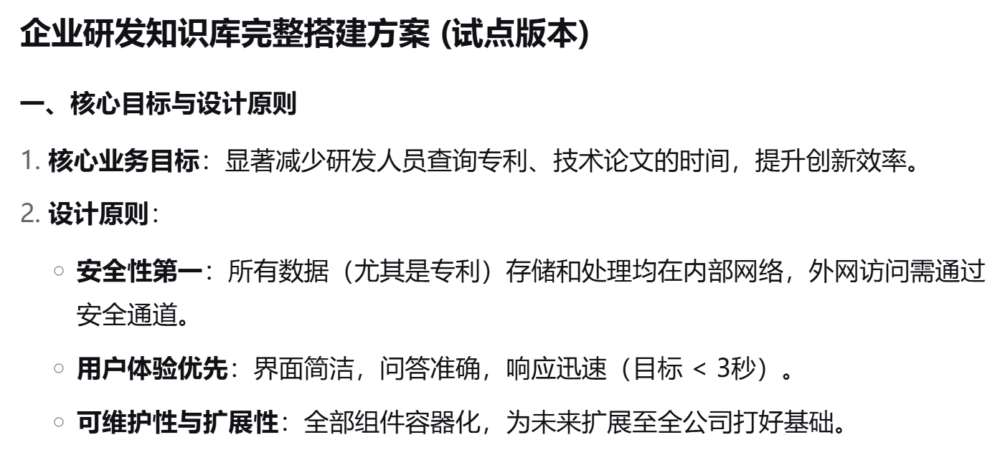 企业研发知识库完整搭建方案 (试点版本)
一、核心目标与设计原则
1. 核心业务目标：显著减少研发人员查询专利、技术论文的时间，提升创新效率。
2. 设计原则：
○ 安全性第一：所有数据（尤其是专利）存储和处理均在内部网络，外网访问需通过
安全通道。
○ 用户体验优先：界面简洁，问答准确，响应迅速（目标 < 3秒）。
○ 可维护性与扩展性：全部组件容器化，为未来扩展至全公司打好基础。